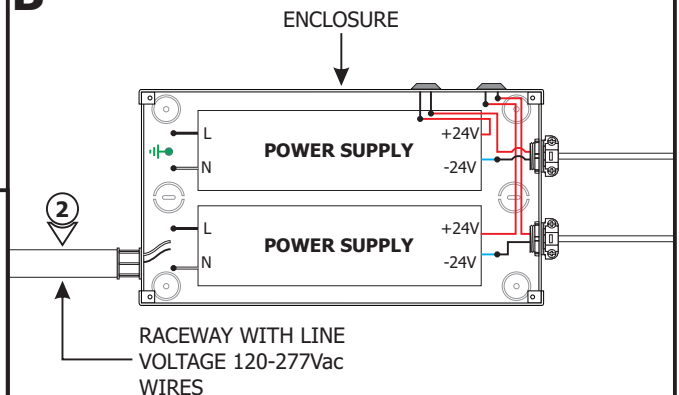 B
ENCLOSURE
L
+24V
POWER SUPPLY
N
-24V
2
L
+24V
POWER SUPPLY
N
-24V
RACEWAY WITH LINE
VOLTAGE 120-277Vac
WIRES